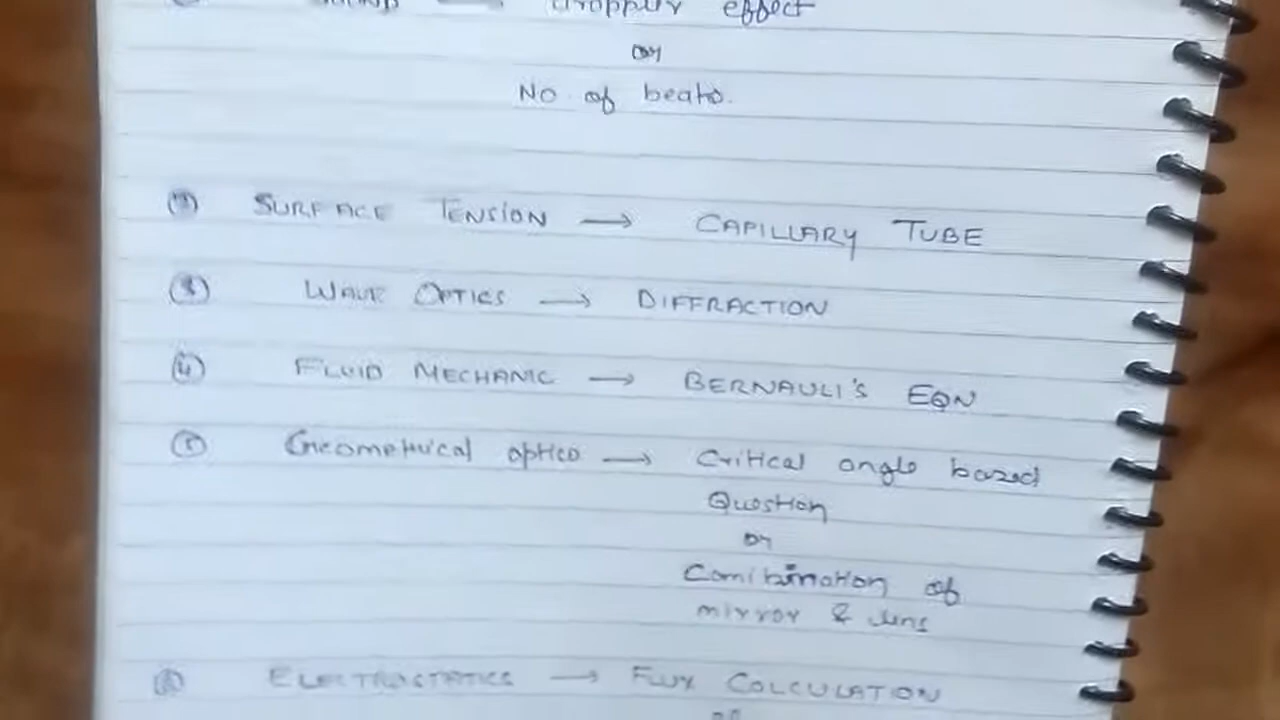 → droppler effect
or
No of beats.
② SURFACE TENSION → CAPILLARY TUBE
③ WAVE OPTICS → DIFFRACTION
④ FLUID MECHANIC → BERNAULI'S EQN
⑤ Geometrical optics → Critical angle based
Question
or
Combination of
mirror & lens
⑥ ELECTROSTATICS → FLUX CALCULATION